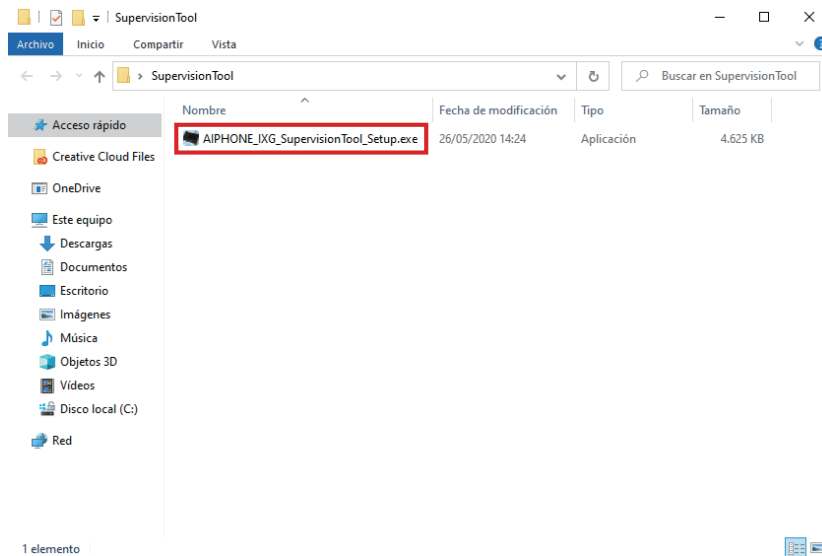 SupervisionTool
Archivo Inicio Compartir Vista
SupervisionTool
Buscar en SupervisionTool
Nombre Fecha de modificación Tipo Tamaño
AIPHONE_IXG_SupervisionTool_Setup.exe 26/05/2020 14:24 Aplicación 4.625 KB
Acceso rápido
Creative Cloud Files
OneDrive
Este equipo
Descargas
Documentos
Escritorio
Imágenes
Música
Objetos 3D
Vídeos
Disco local (C:)
Red
1 elemento